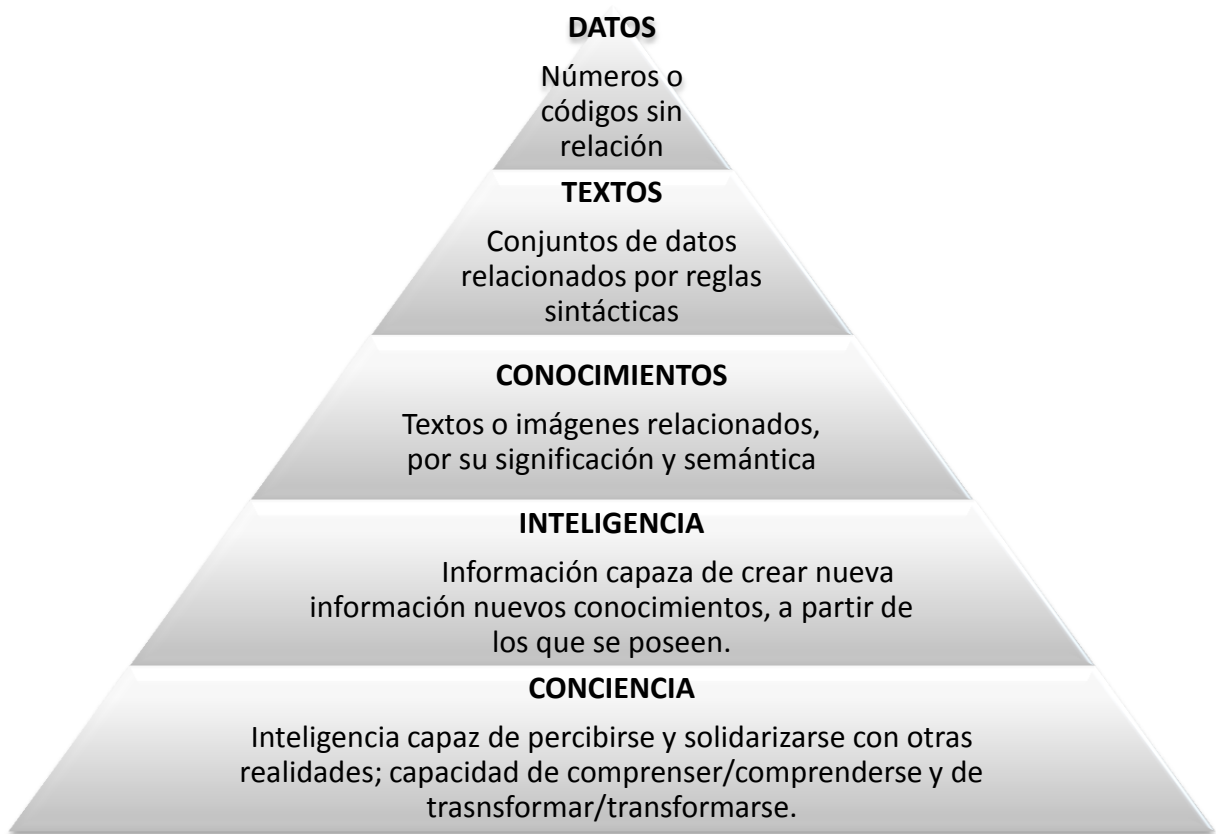 DATOS
Números o
códigos sin
relación
TEXTOS
Conjuntos de datos
relacionados por reglas
sintácticas
CONOCIMIENTOS
Textos o imágenes relacionados,
por su significación y semántica
INTELIGENCIA
Información capaza de crear nueva
información nuevos conocimientos, a partir de
los que se poseen.
CONCIENCIA
Inteligencia capaz de percibirse y solidarizarse con otras
realidades; capacidad de comprenser/comprenderse y de
trasnsformar/transformarse.